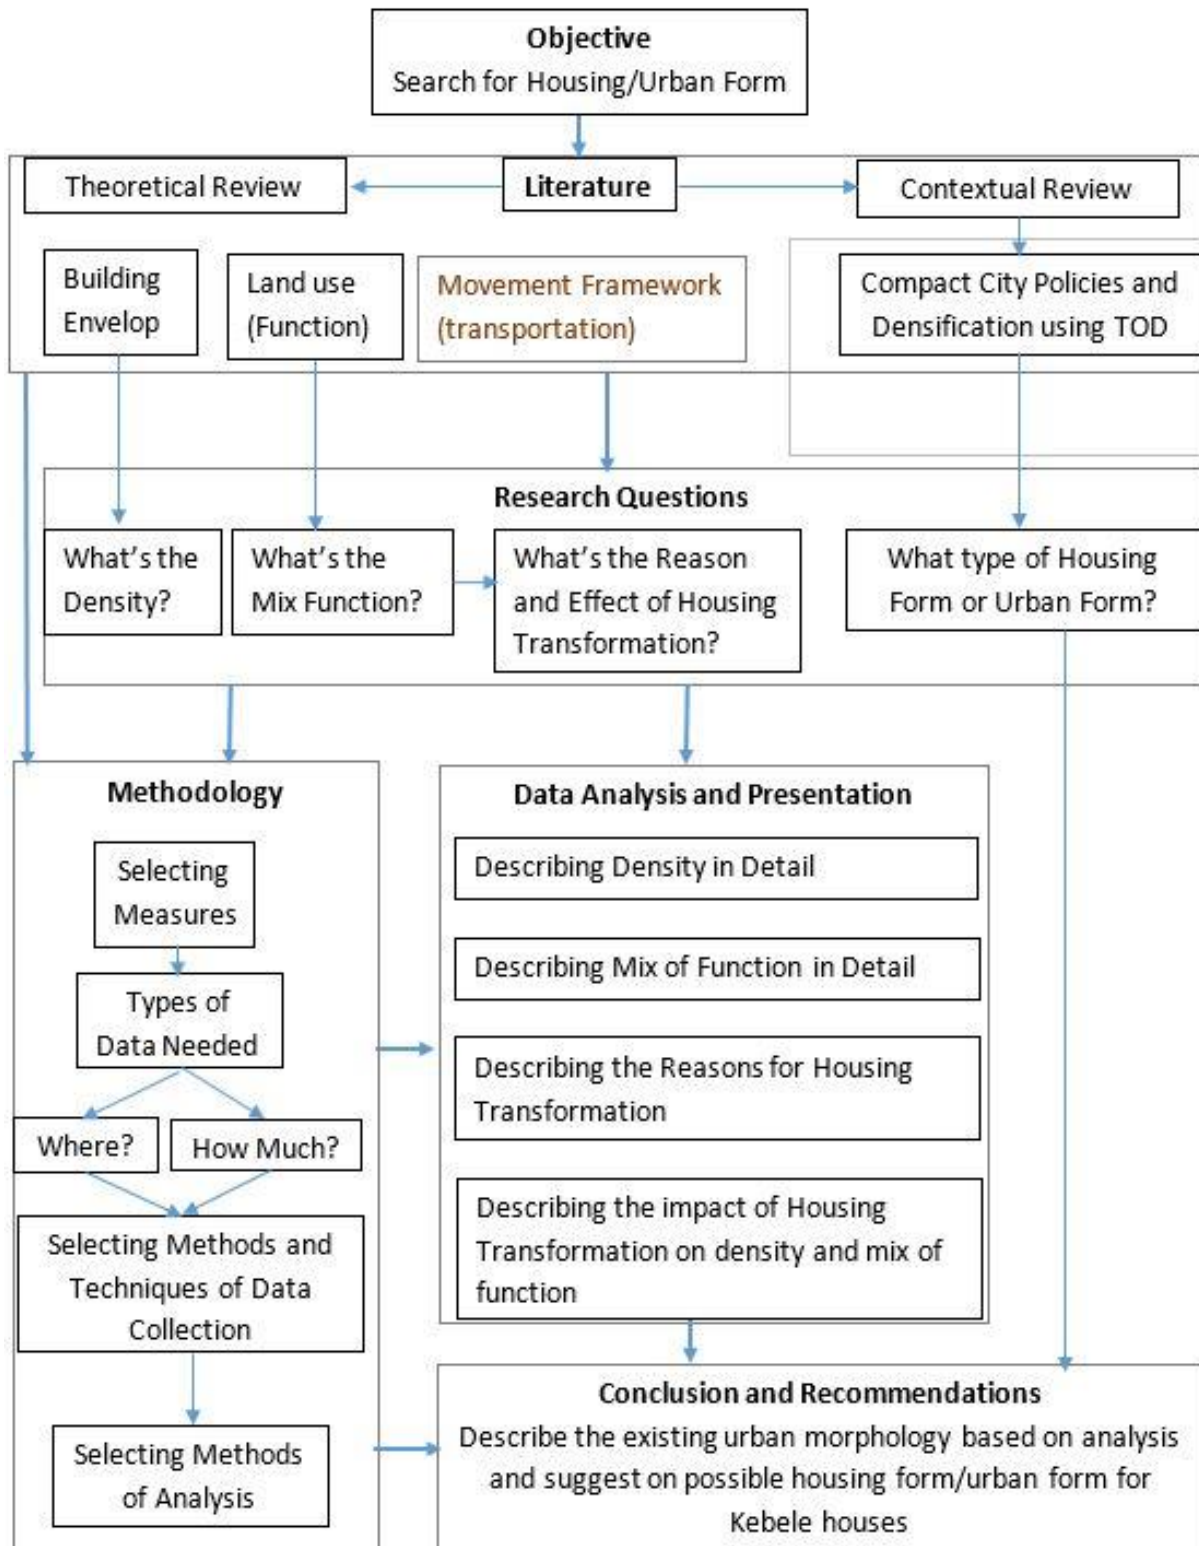 Objective
Search for Housing/Urban Form
Theoretical Review
Literature
Contextual Review
Building
Envelop
Land use
(Function)
Movement Framework
(transportation)
Compact City Policies and
Densification using TOD
Research Questions
What's the
Density?
What's the
Mix Function?
What's the Reason
and Effect of Housing
Transformation?
What type of Housing
Form or Urban Form?
Methodology
Selecting
Measures
Types of
Data Needed
Where?
How Much?
Selecting Methods and
Techniques of Data
Collection
Selecting Methods
of Analysis
Data Analysis and Presentation
Describing Density in Detail
Describing Mix of Function in Detail
Describing the Reasons for Housing
Transformation
Describing the impact of Housing
Transformation on density and mix of
function
Conclusion and Recommendations
Describe the existing urban morphology based on analysis
and suggest on possible housing form/urban form for
Kebele houses